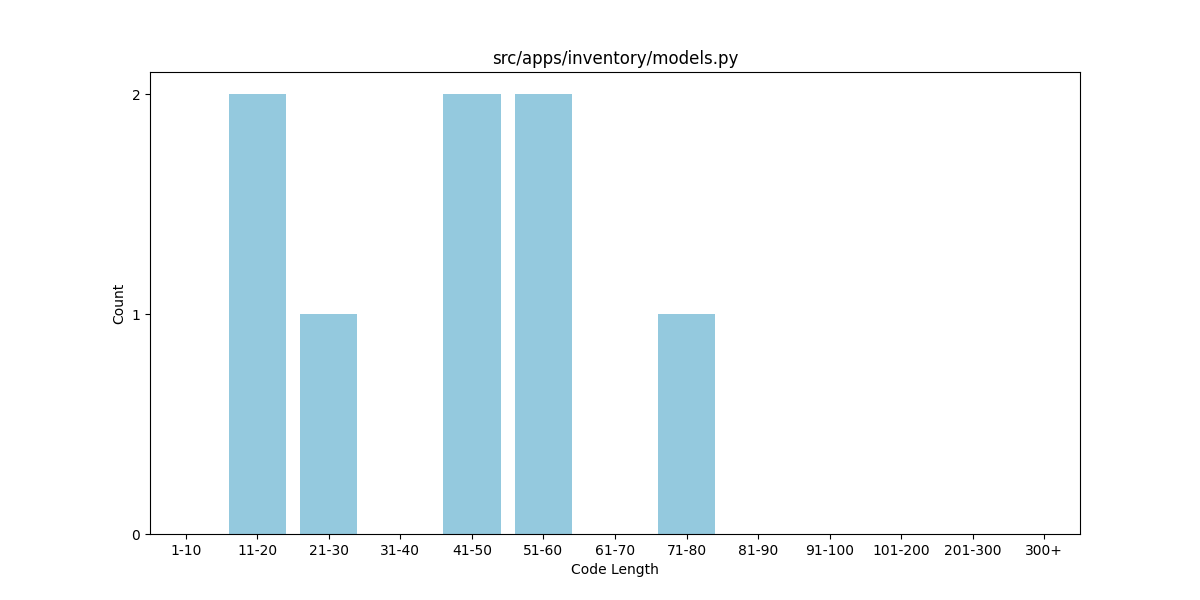 src/apps/inventory/models.py
Count
2
1
0
1-10 11-20 21-30 31-40 41-50 51-60 61-70 71-80 81-90 91-100 101-200 201-300 300+
Code Length